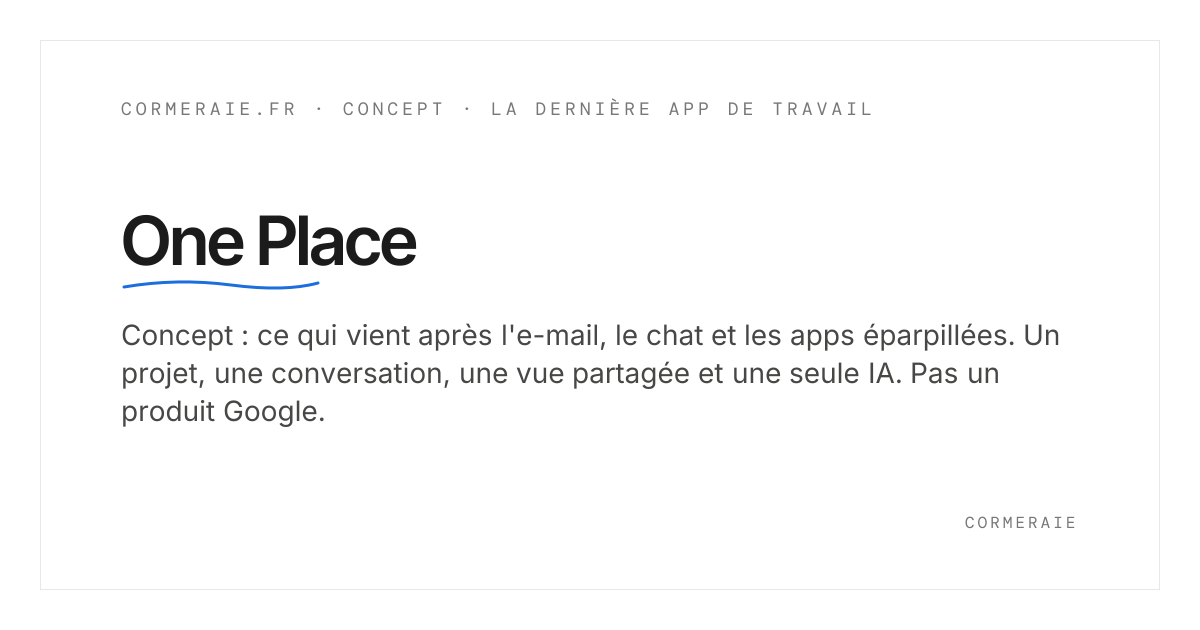 CORMERAIE.FR · CONCEPT · LA DERNIÈRE APP DE TRAVAIL
One Place
Concept : ce qui vient après l'e-mail, le chat et les apps éparpillées. Un
projet, une conversation, une vue partagée et une seule IA. Pas un
produit Google.
CORMERAIE